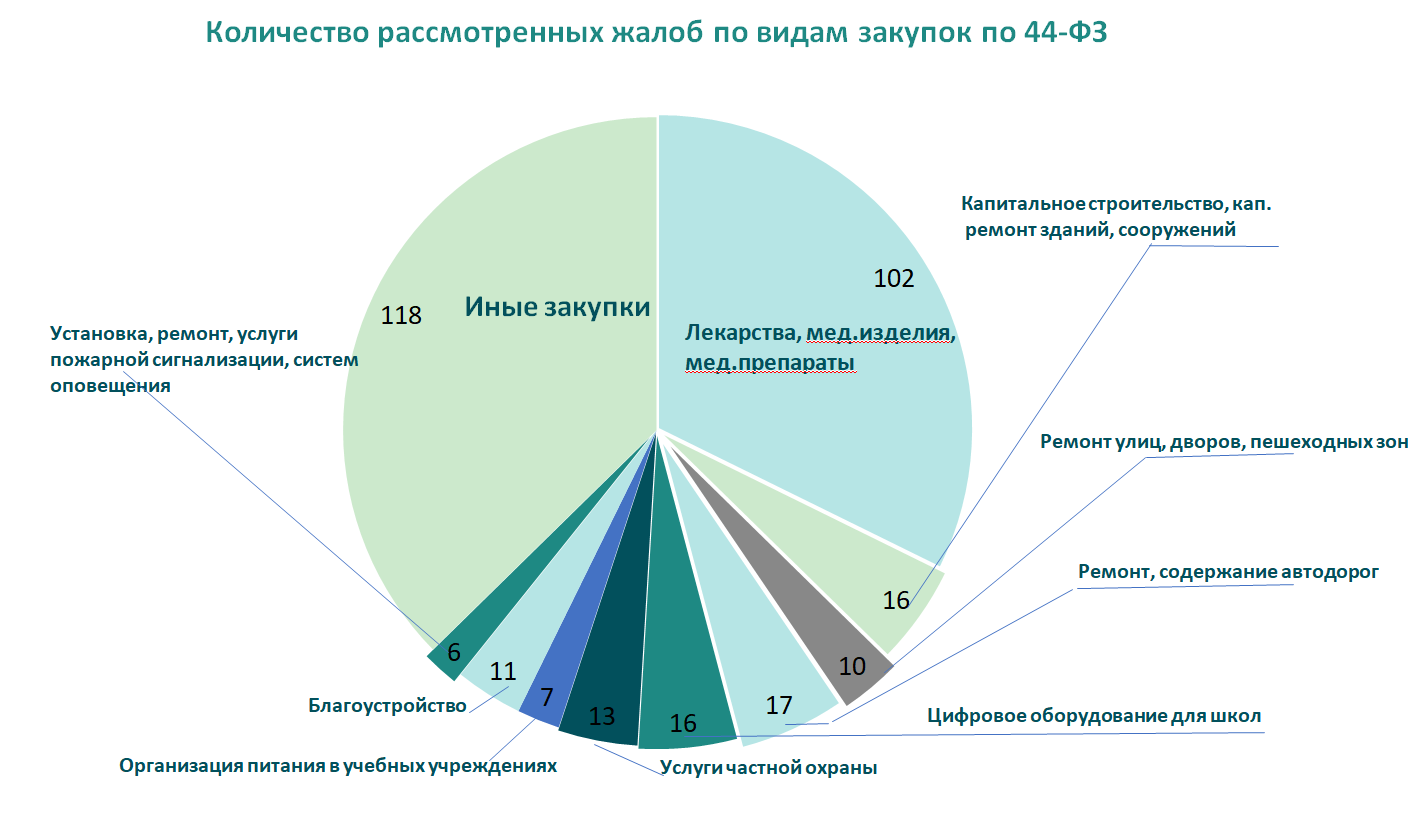 Количество рассмотренных жалоб по видам закупок по 44-ФЗ
Капитальное строительство, кап.
ремонт зданий, сооружений
102
118
Иные закупки
Лекарства, мед.изделия,
мед.препараты
Установка, ремонт, услуги
пожарной сигнализации, систем
оповещения
Ремонт улиц, дворов, пешеходных зон
Ремонт, содержание автодорог
16
6
10
11
7
17
13
16
Благоустройство
Цифровое оборудование для школ
Организация питания в учебных учреждениях
Услуги частной охраны